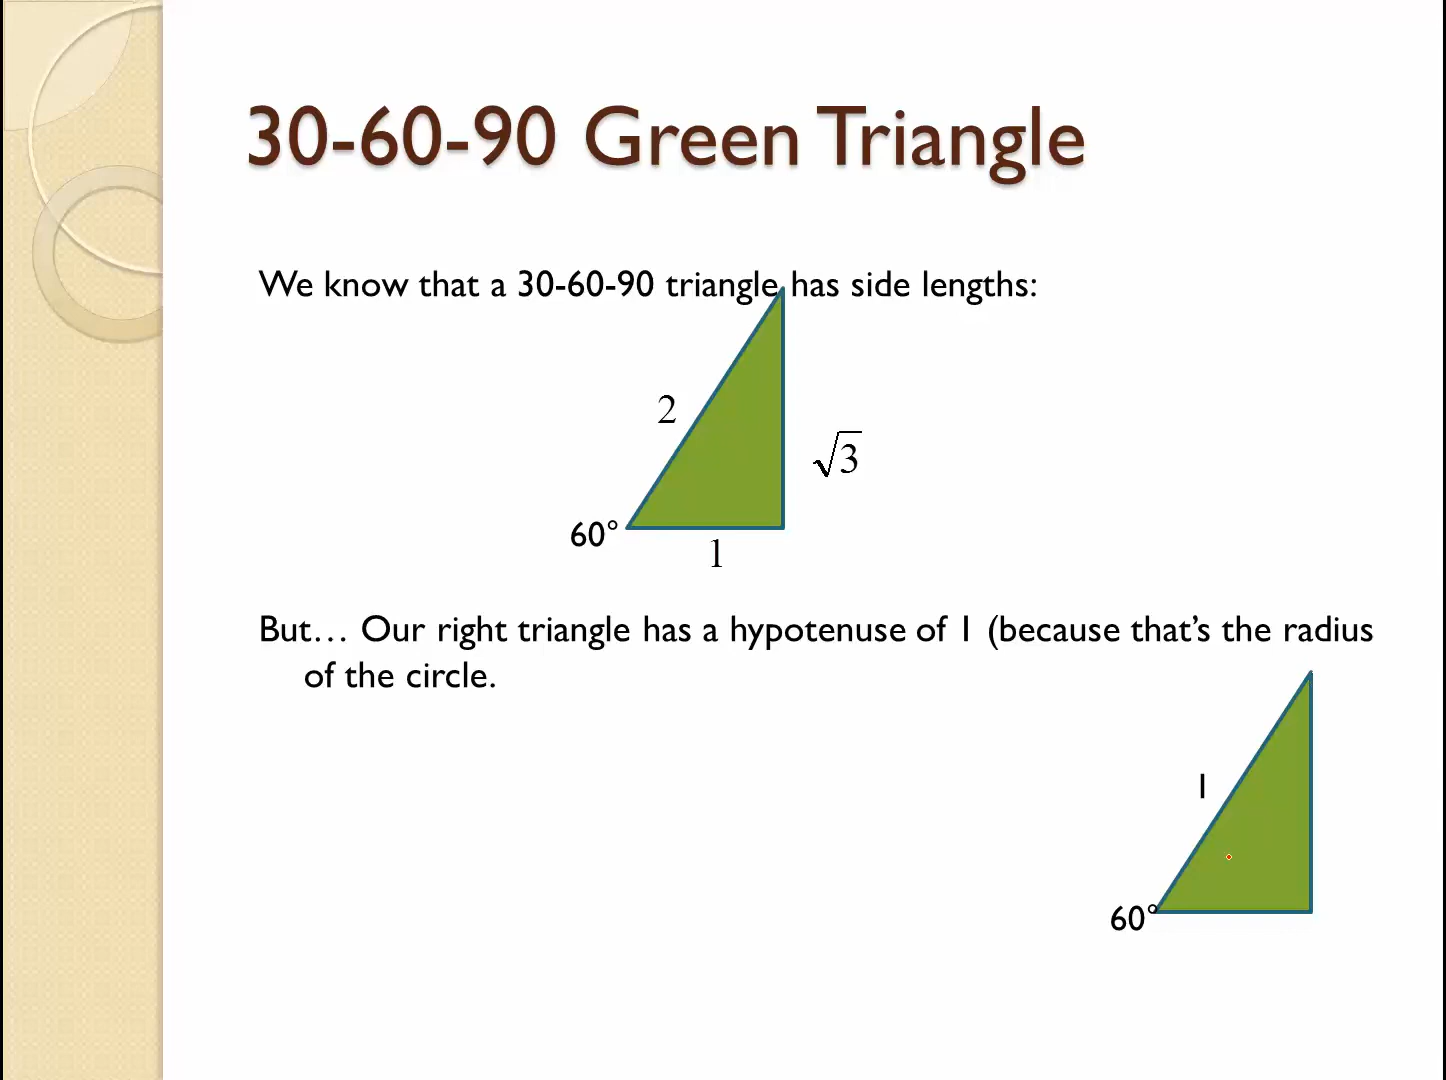 30-60-90 Green Triangle
We know that a 30-60-90 triangle has side lengths:
2
√3
60°
1
But… Our right triangle has a hypotenuse of 1 (because that’s the radius
of the circle.
1
60°